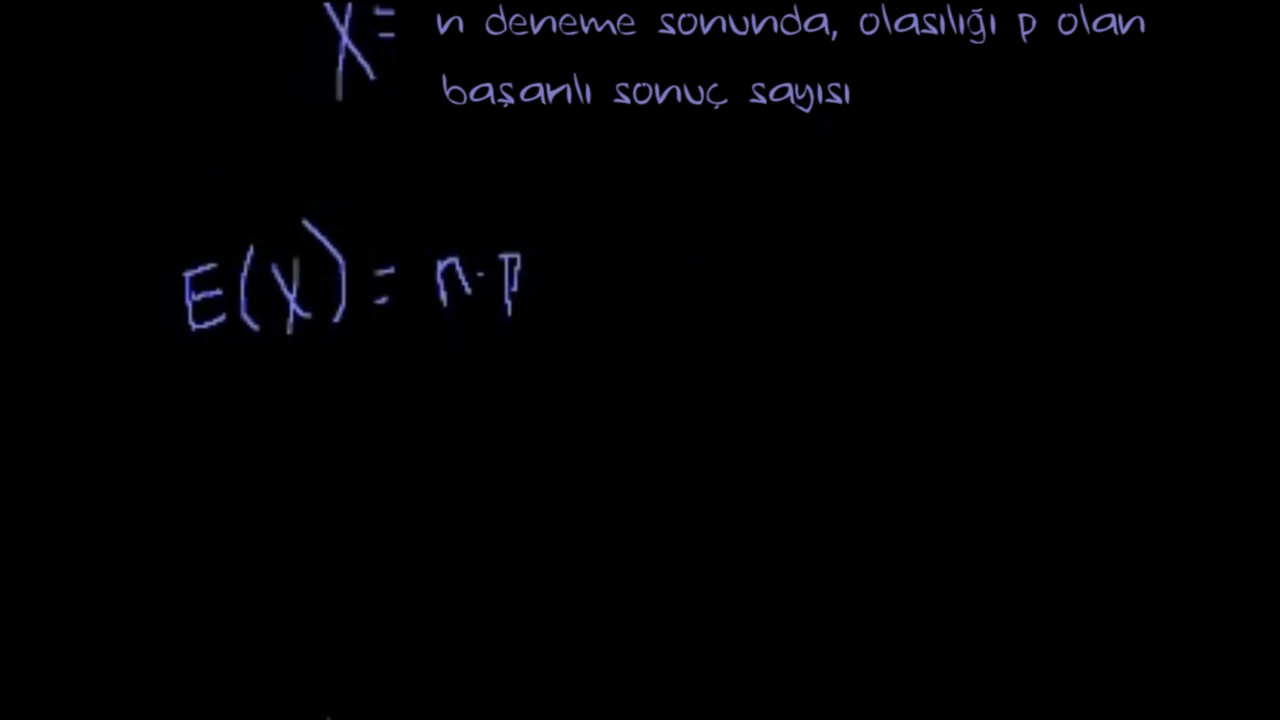 X = n deneme sonunda, olasılığı p olan
başarılı sonuç sayısı
E(X) = n·p